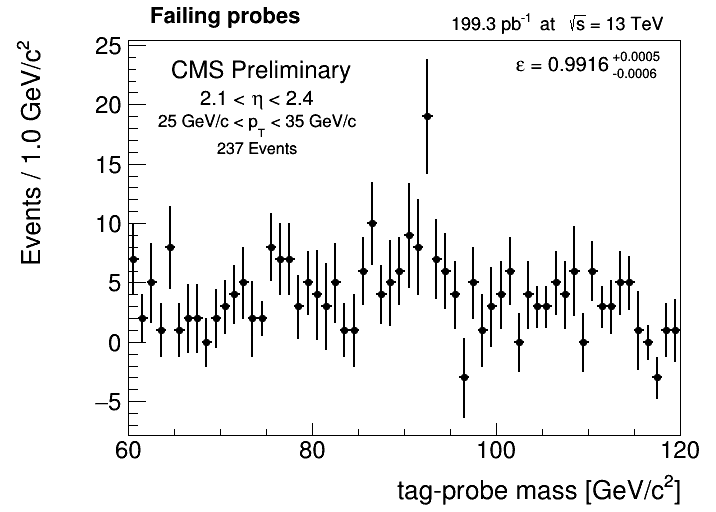 Failing probes
199.3 pb⁻¹ at √s = 13 TeV
CMS Preliminary
2.1 < η < 2.4
25 GeV/c < p_T < 35 GeV/c
237 Events
ε = 0.9916 +0.0005 -0.0006
Events / 1.0 GeV/c²
25
20
15
10
5
0
−5
60 80 100 120
tag-probe mass [GeV/c²]